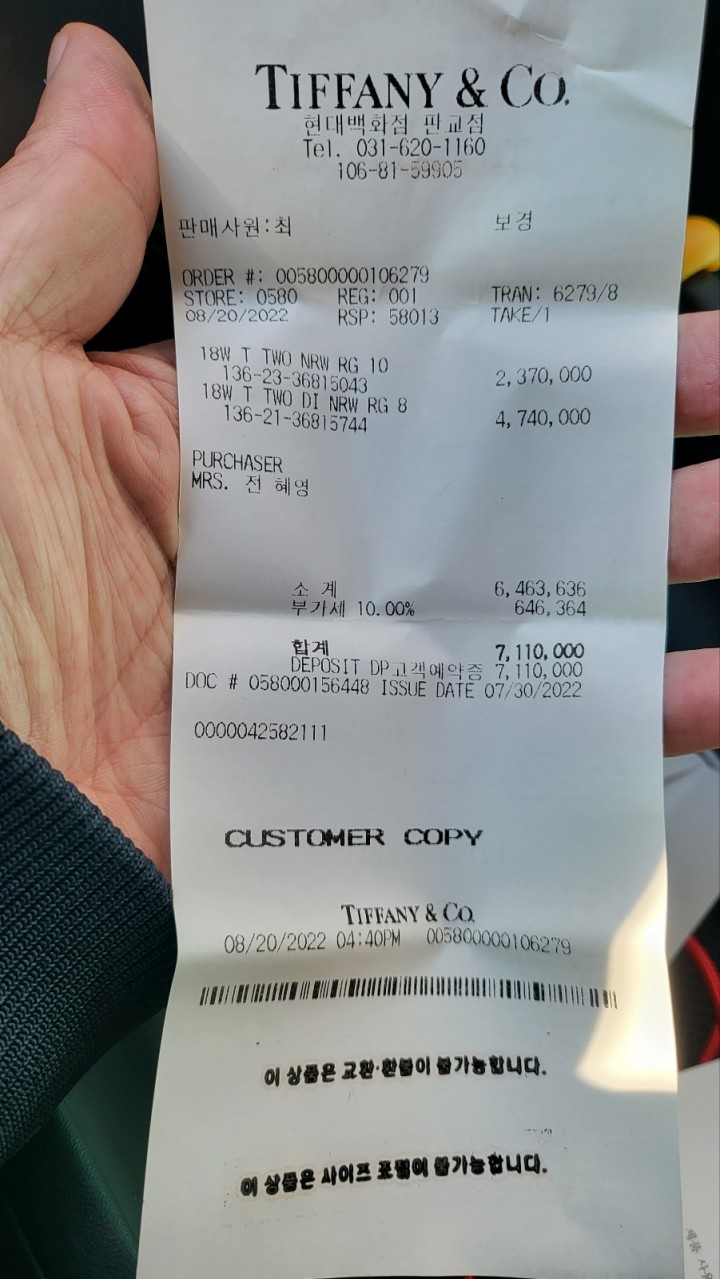 TIFFANY & CO.
현대백화점 판교점
Tel. 031-620-1160
106-81-59905
판매사원:최 보경
ORDER #: 005800000106279
STORE: 0580 REG: 001 TRAN: 6279/8
08/20/2022 RSP: 58013 TAKE/1
18W T TWO NRW RG 10
136-23-36815043 2,370,000
18W T TWO DI NRW RG 8
136-21-36815744 4,740,000
PURCHASER
MRS. 전 혜영
소 계 6,463,636
부가세 10.00% 646,364
합계 7,110,000
DEPOSIT DP고객예약증 7,110,000
DOC # 058000156448 ISSUE DATE 07/30/2022
0000042582111
CUSTOMER COPY
TIFFANY & CO.
08/20/2022 04:40PM 005800000106279
이 상품은 교환·환불이 불가능합니다.
이 상품은 사이프 불가능합니다.
제품